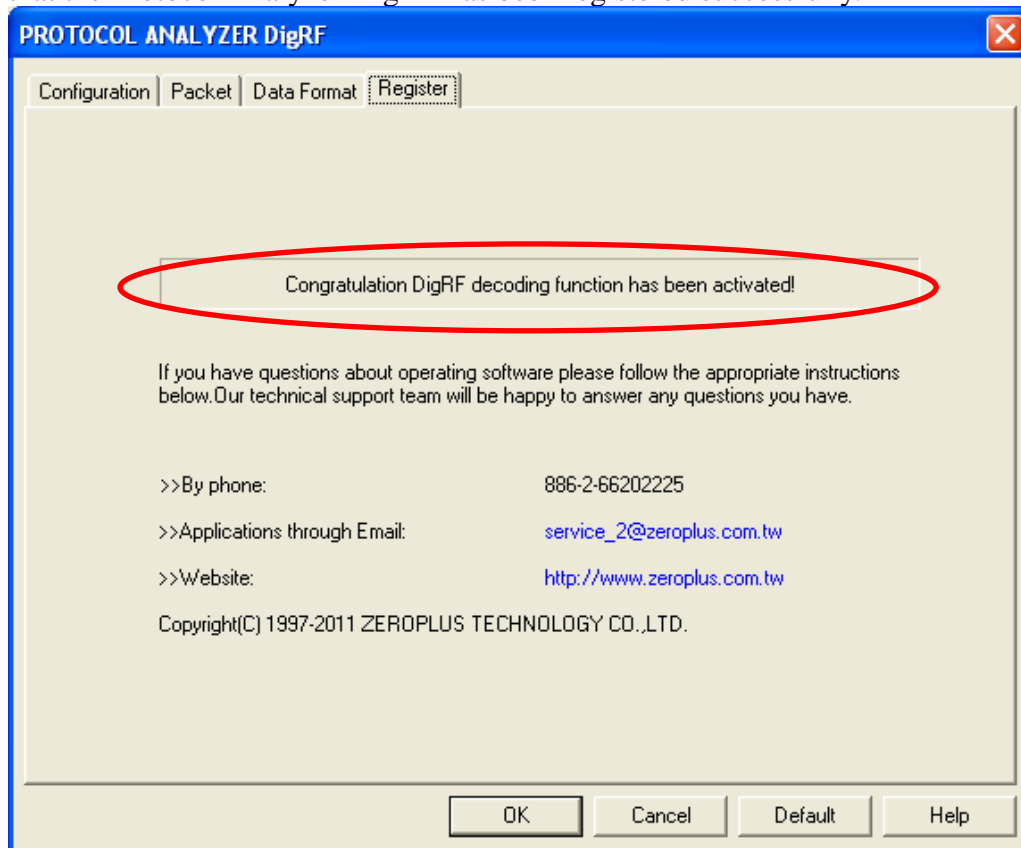 PROTOCOL ANALYZER DigRF
Configuration Packet Data Format Register
Congratulation DigRF decoding function has been activated!
If you have questions about operating software please follow the appropriate instructions
below.Our technical support team will be happy to answer any questions you have.
>>By phone: 886-2-66202225
>>Applications through Email: service_2@zeroplus.com.tw
>>Website: http://www.zeroplus.com.tw
Copyright(C) 1997-2011 ZEROPLUS TECHNOLOGY CO.,LTD.
OK Cancel Default Help